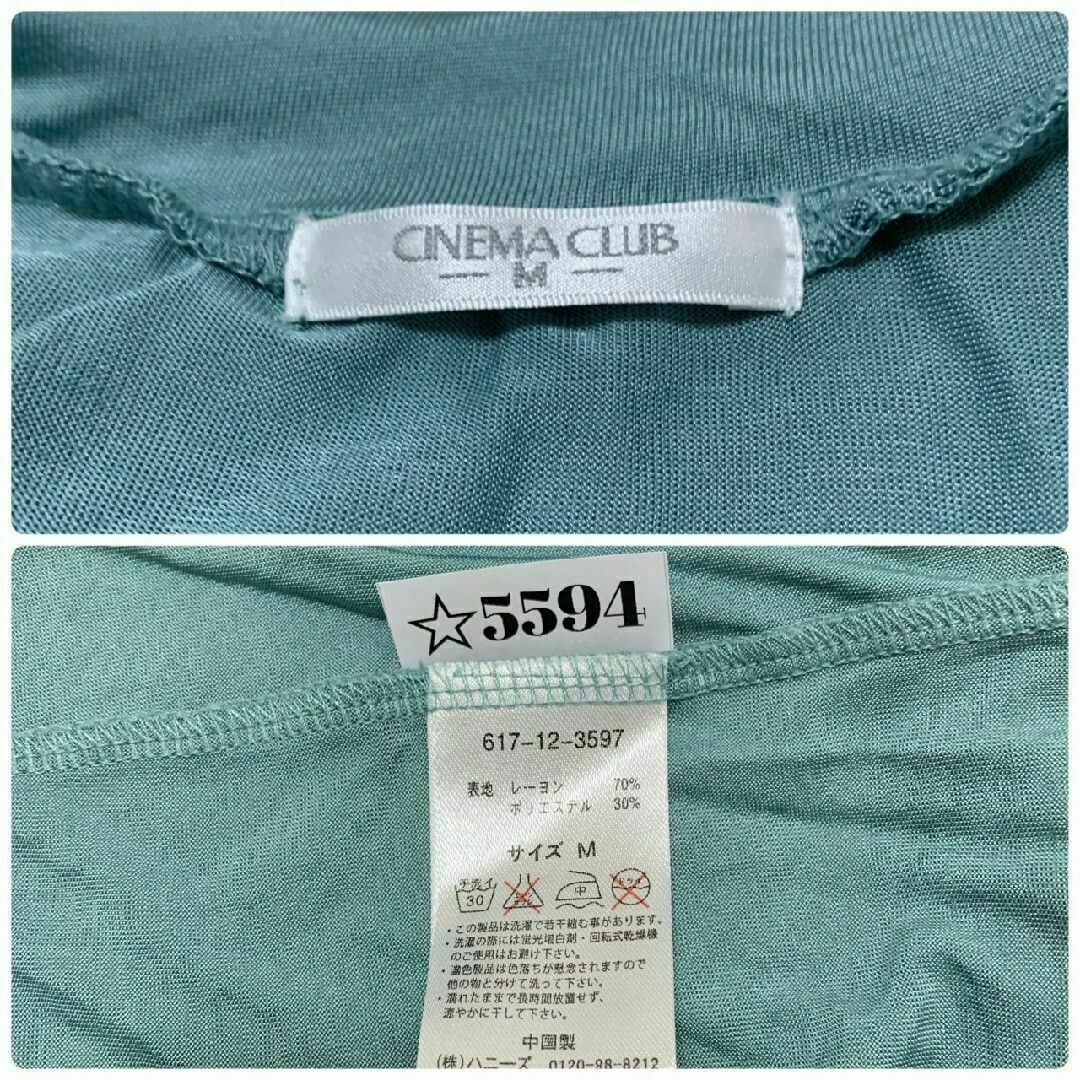 CINEMA CLUB
M
☆5594
617-12-3597
表地 レーヨン 70%
ポリエステル 30%
サイズ M
手洗イ
30
中
ドライ
・この製品は洗濯で若干縮む事があります。
・洗濯の際には蛍光増白剤・回転式乾燥機
のご使用はお避け下さい。
・濃色製品は色落ちが懸念されますので
他の物と分けて洗って下さい。
・濡れたままで長時間放置せず、
速やかに干して下さい。
中国製
(株)ハニーズ 0120-98-8212